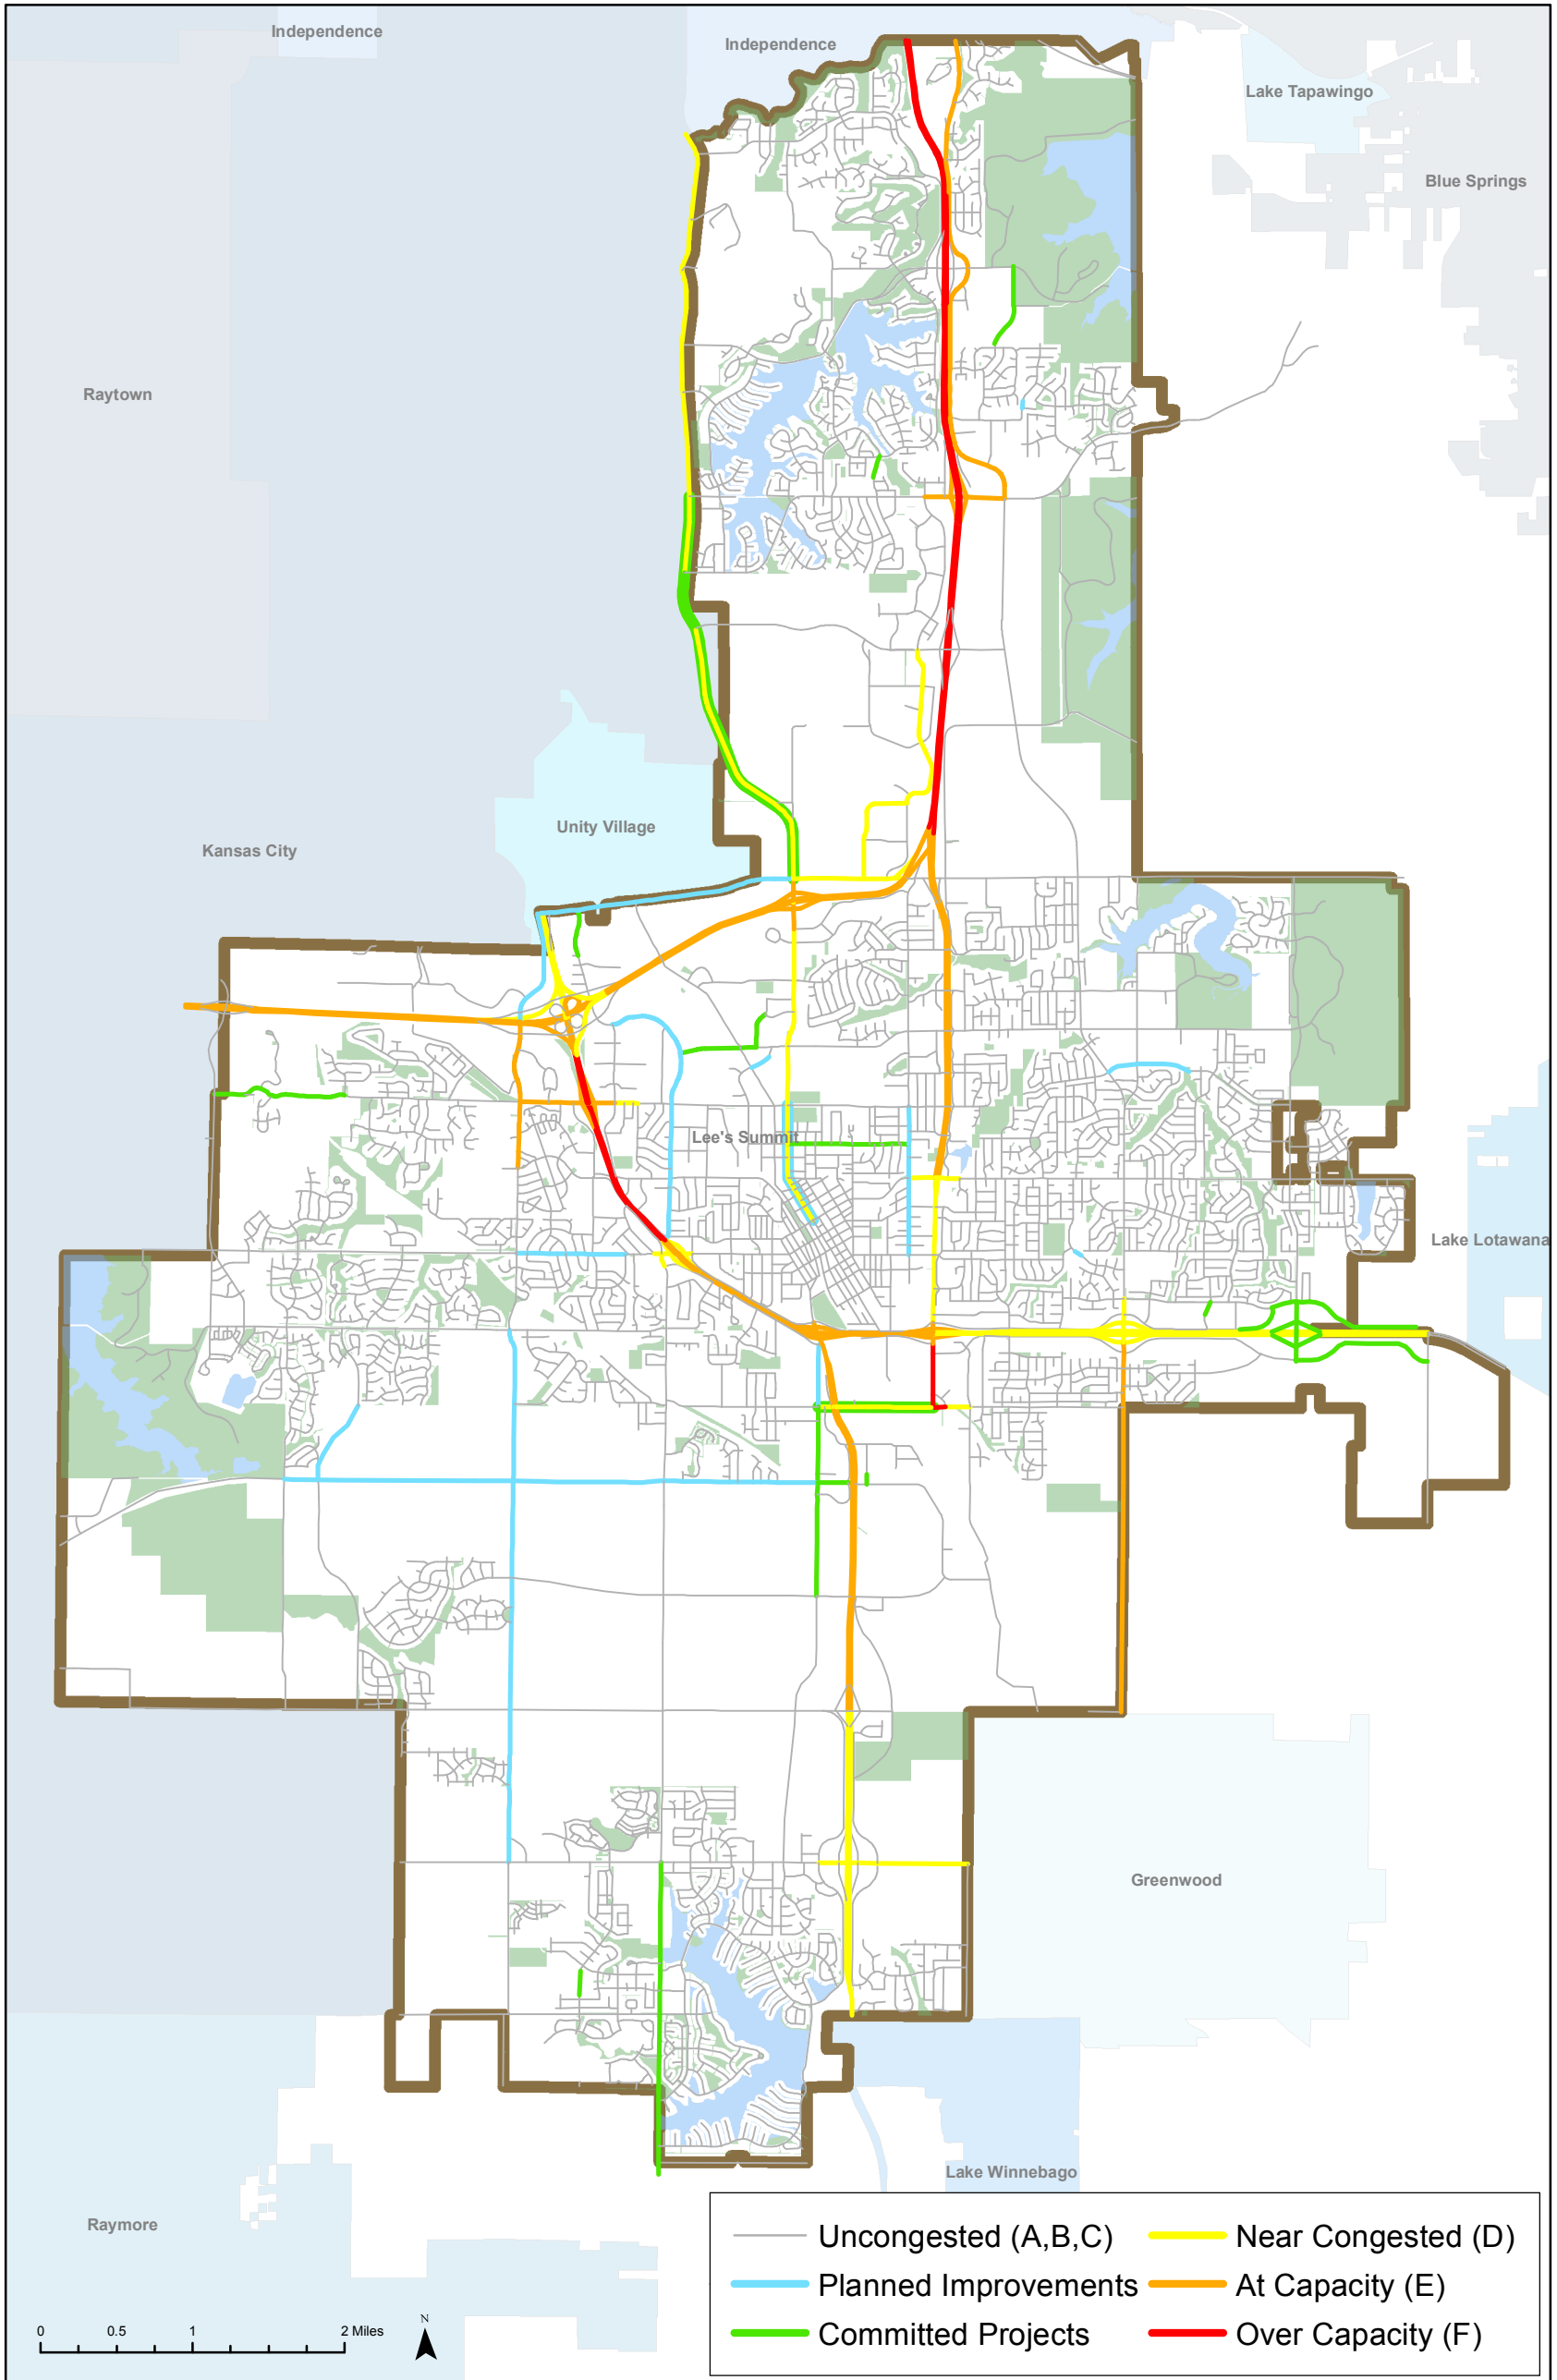 Independence
Independence
Lake Tapawingo
Blue Springs
Raytown
Unity Village
Kansas City
Lee's Summit
Lake Lotawana
Greenwood
Lake Winnebago
Raymore
Uncongested (A,B,C)
Near Congested (D)
Planned Improvements
At Capacity (E)
Committed Projects
Over Capacity (F)
N
0 0.5 1 2 Miles